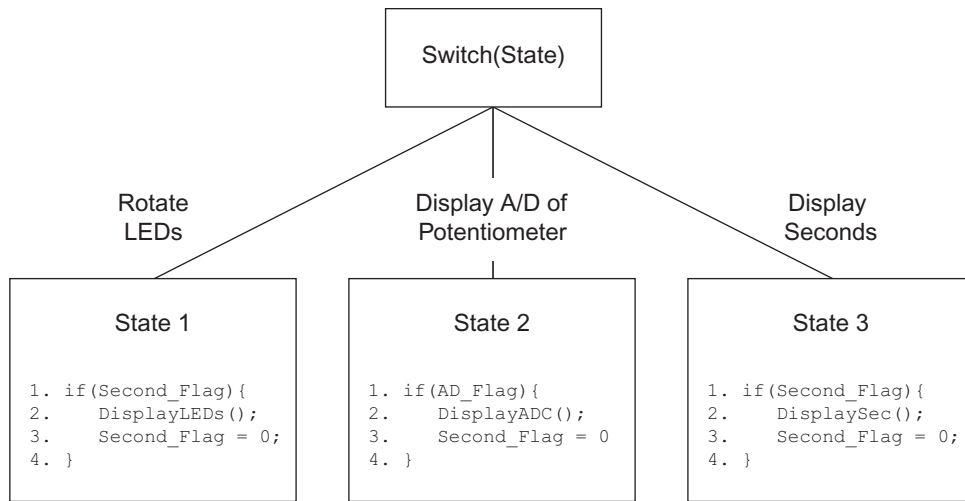 Switch(State)
Rotate
LEDs
Display A/D of
Potentiometer
Display
Seconds
State 1
1. if(Second_Flag){
2.    DisplayLEDs();
3.    Second_Flag = 0;
4. }
State 2
1. if(AD_Flag){
2.    DisplayADC();
3.    Second_Flag = 0
4. }
State 3
1. if(Second_Flag){
2.    DisplaySec();
3.    Second_Flag = 0;
4. }